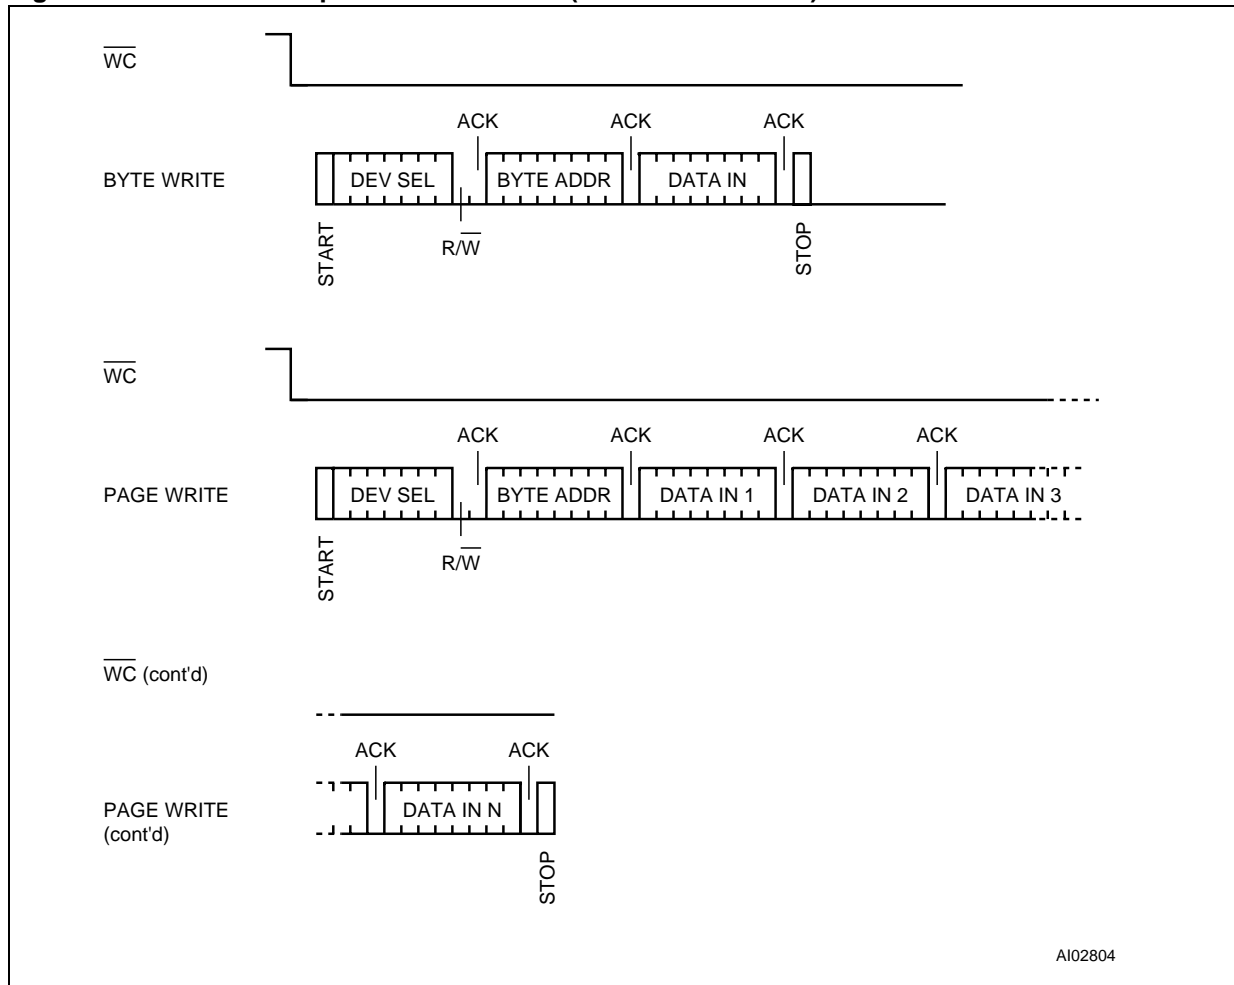 WC
ACK ACK ACK
BYTE WRITE
DEV SEL BYTE ADDR DATA IN
START
R/W
STOP
WC
ACK ACK ACK ACK
PAGE WRITE
DEV SEL BYTE ADDR DATA IN 1 DATA IN 2 DATA IN 3
START
R/W
WC (cont'd)
ACK ACK
PAGE WRITE
(cont'd)
DATA IN N
STOP
AI02804